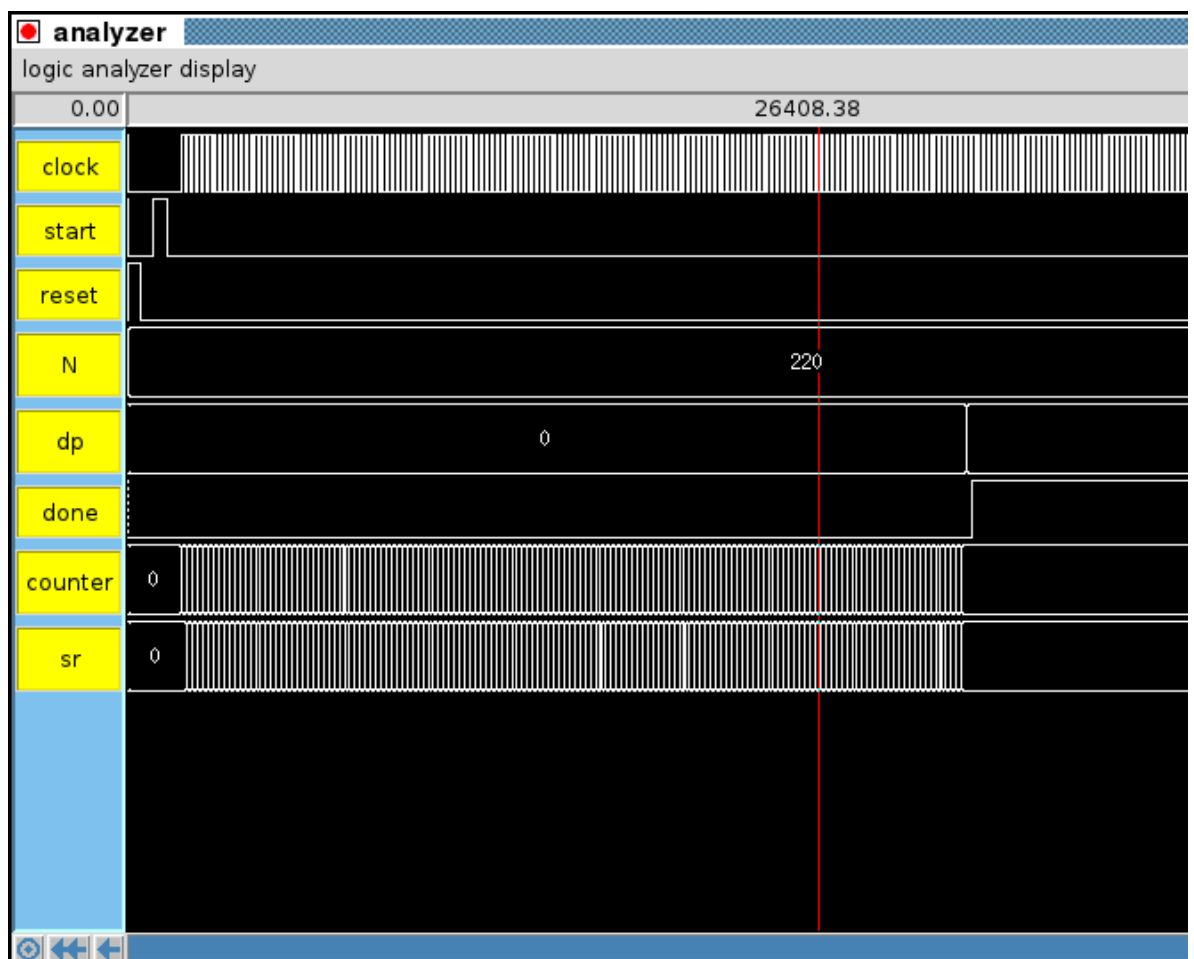 analyzer
logic analyzer display
0.00 26408.38
clock
start
reset
N 220
dp 0
done
counter 0
sr 0